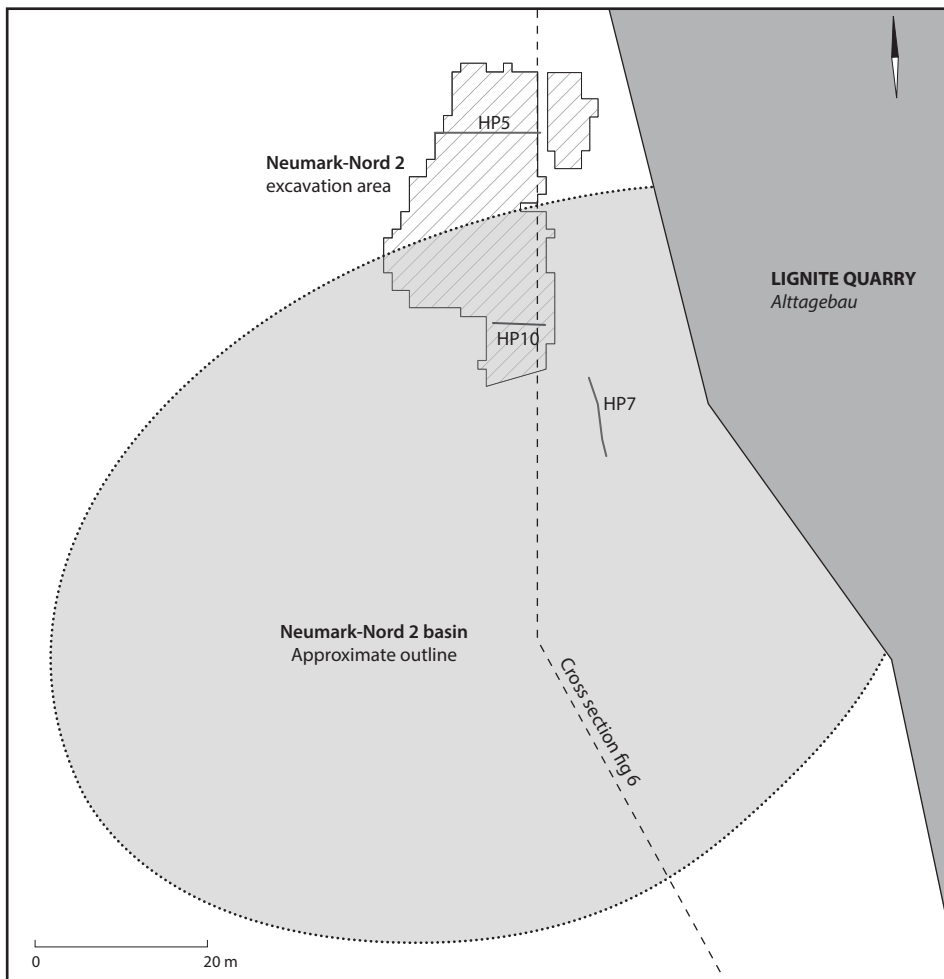 HP5
Neumark-Nord 2
excavation area
LIGNITE QUARRY
Alttagebau
HP10
HP7
Neumark-Nord 2 basin
Approximate outline
Cross section fig 6
0 20 m